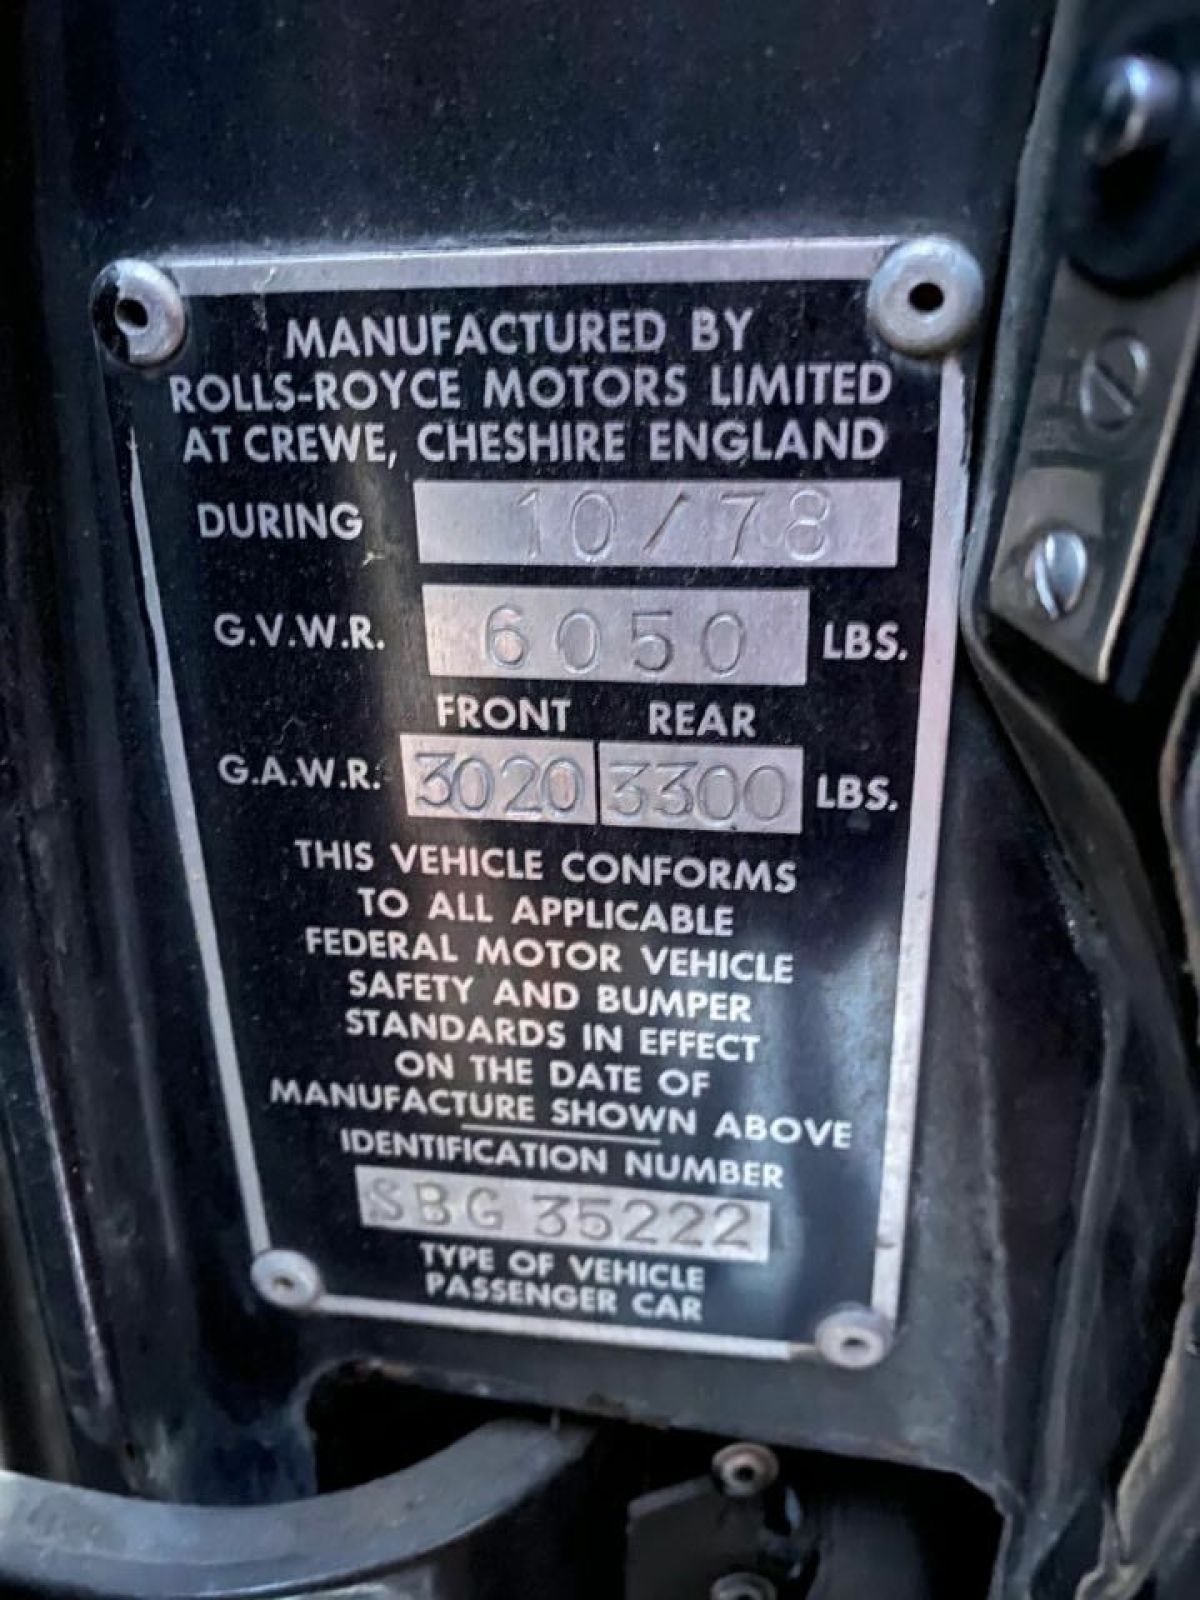 MANUFACTURED BY
ROLLS-ROYCE MOTORS LIMITED
AT CREWE, CHESHIRE ENGLAND
DURING 10/78
G.V.W.R. 6050 LBS.
FRONT REAR
G.A.W.R. 3020 3300 LBS.
THIS VEHICLE CONFORMS
TO ALL APPLICABLE
FEDERAL MOTOR VEHICLE
SAFETY AND BUMPER
STANDARDS IN EFFECT
ON THE DATE OF
MANUFACTURE SHOWN ABOVE
IDENTIFICATION NUMBER
SBG 35222
TYPE OF VEHICLE
PASSENGER CAR